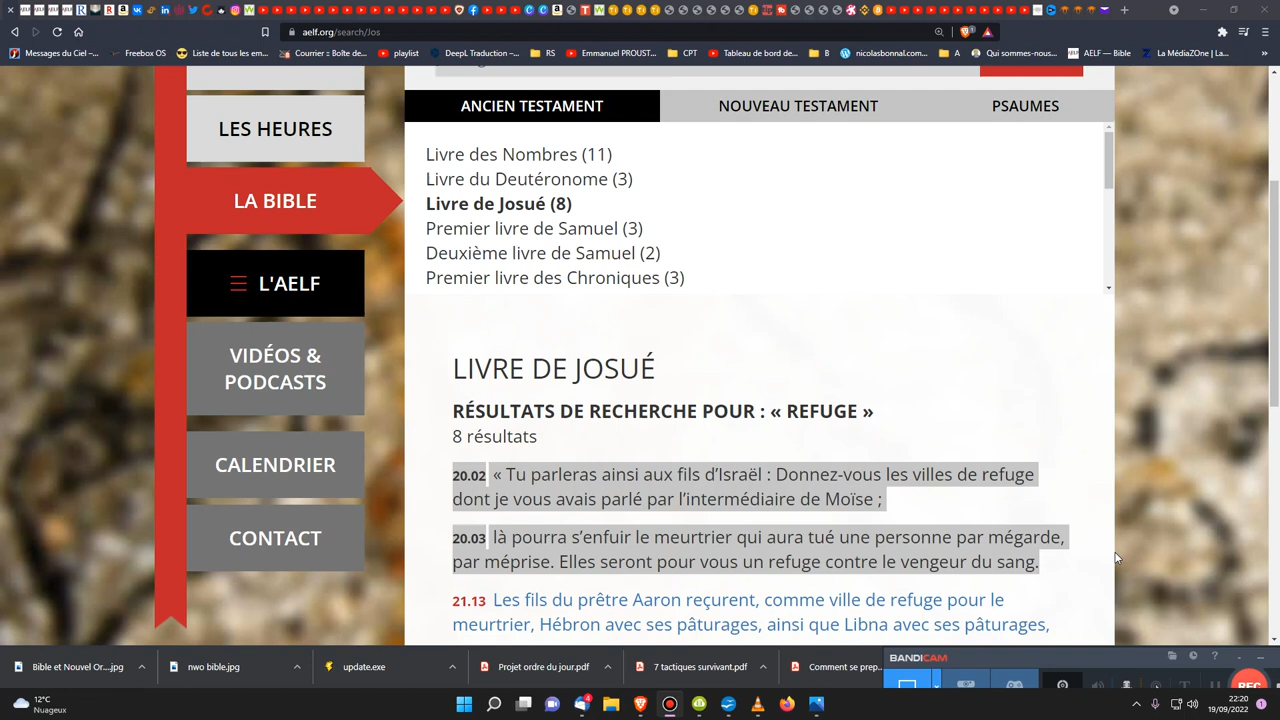 aelf.org/search/Jos
Messages du Ciel -...
Freebox OS
Liste de tous les em...
Courrier = Boîte de...
playlist
DeepL Traduction –...
RS
Emmanuel PROUST...
CPT
Tableau de bord de...
B
nicolasbonnal.com
A
Qui sommes-nous...
AELF — Bible
La MédiaZOne | La...
LES HEURES
LA BIBLE
L'AELF
VIDÉOS &
PODCASTS
CALENDRIER
CONTACT
ANCIEN TESTAMENT
NOUVEAU TESTAMENT
PSAUMES
Livre des Nombres (11)
Livre du Deutéronome (3)
Livre de Josué (8)
Premier livre de Samuel (3)
Deuxième livre de Samuel (2)
Premier livre des Chroniques (3)
LIVRE DE JOSUÉ
RÉSULTATS DE RECHERCHE POUR : « REFUGE »
8 résultats
20.02 « Tu parleras ainsi aux fils d’Israël : Donnez-vous les villes de refuge
dont je vous avais parlé par l’intermédiaire de Moïse ;
20.03 là pourra s’enfuir le meurtrier qui aura tué une personne par mégarde,
par méprise. Elles seront pour vous un refuge contre le vengeur du sang.
21.13 Les fils du prêtre Aaron reçurent, comme ville de refuge pour le
meurtrier, Hébron avec ses pâturages, ainsi que Libna avec ses pâturages,
Bible et Nouvel Or....jpg
nwo bible.jpg
update.exe
Projet ordre du jour.pdf
7 tactiques survivant.pdf
Comment se prep...
BANDICAM
REC
12°C
Nuageux
22:20
19/09/2022